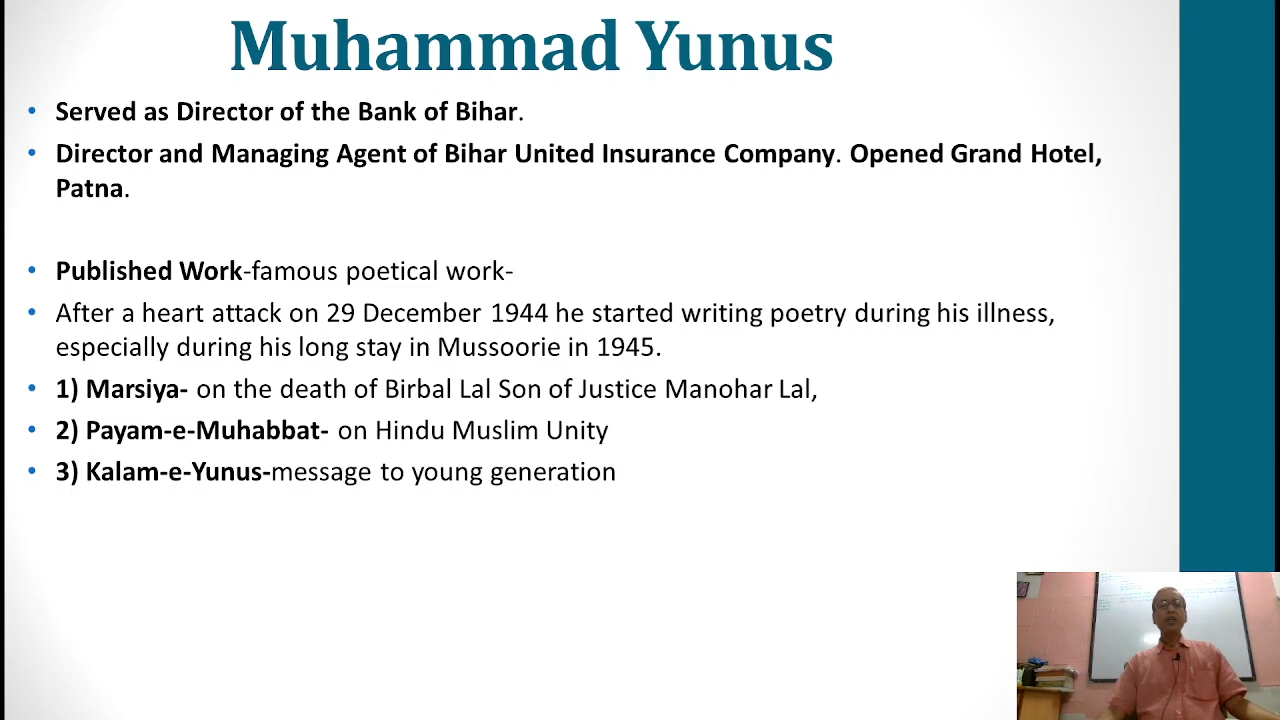 Muhammad Yunus
• Served as Director of the Bank of Bihar.
• Director and Managing Agent of Bihar United Insurance Company. Opened Grand Hotel,
Patna.
• Published Work-famous poetical work-
• After a heart attack on 29 December 1944 he started writing poetry during his illness,
especially during his long stay in Mussoorie in 1945.
• 1) Marsiya- on the death of Birbal Lal Son of Justice Manohar Lal,
• 2) Payam-e-Muhabbat- on Hindu Muslim Unity
• 3) Kalam-e-Yunus-message to young generation